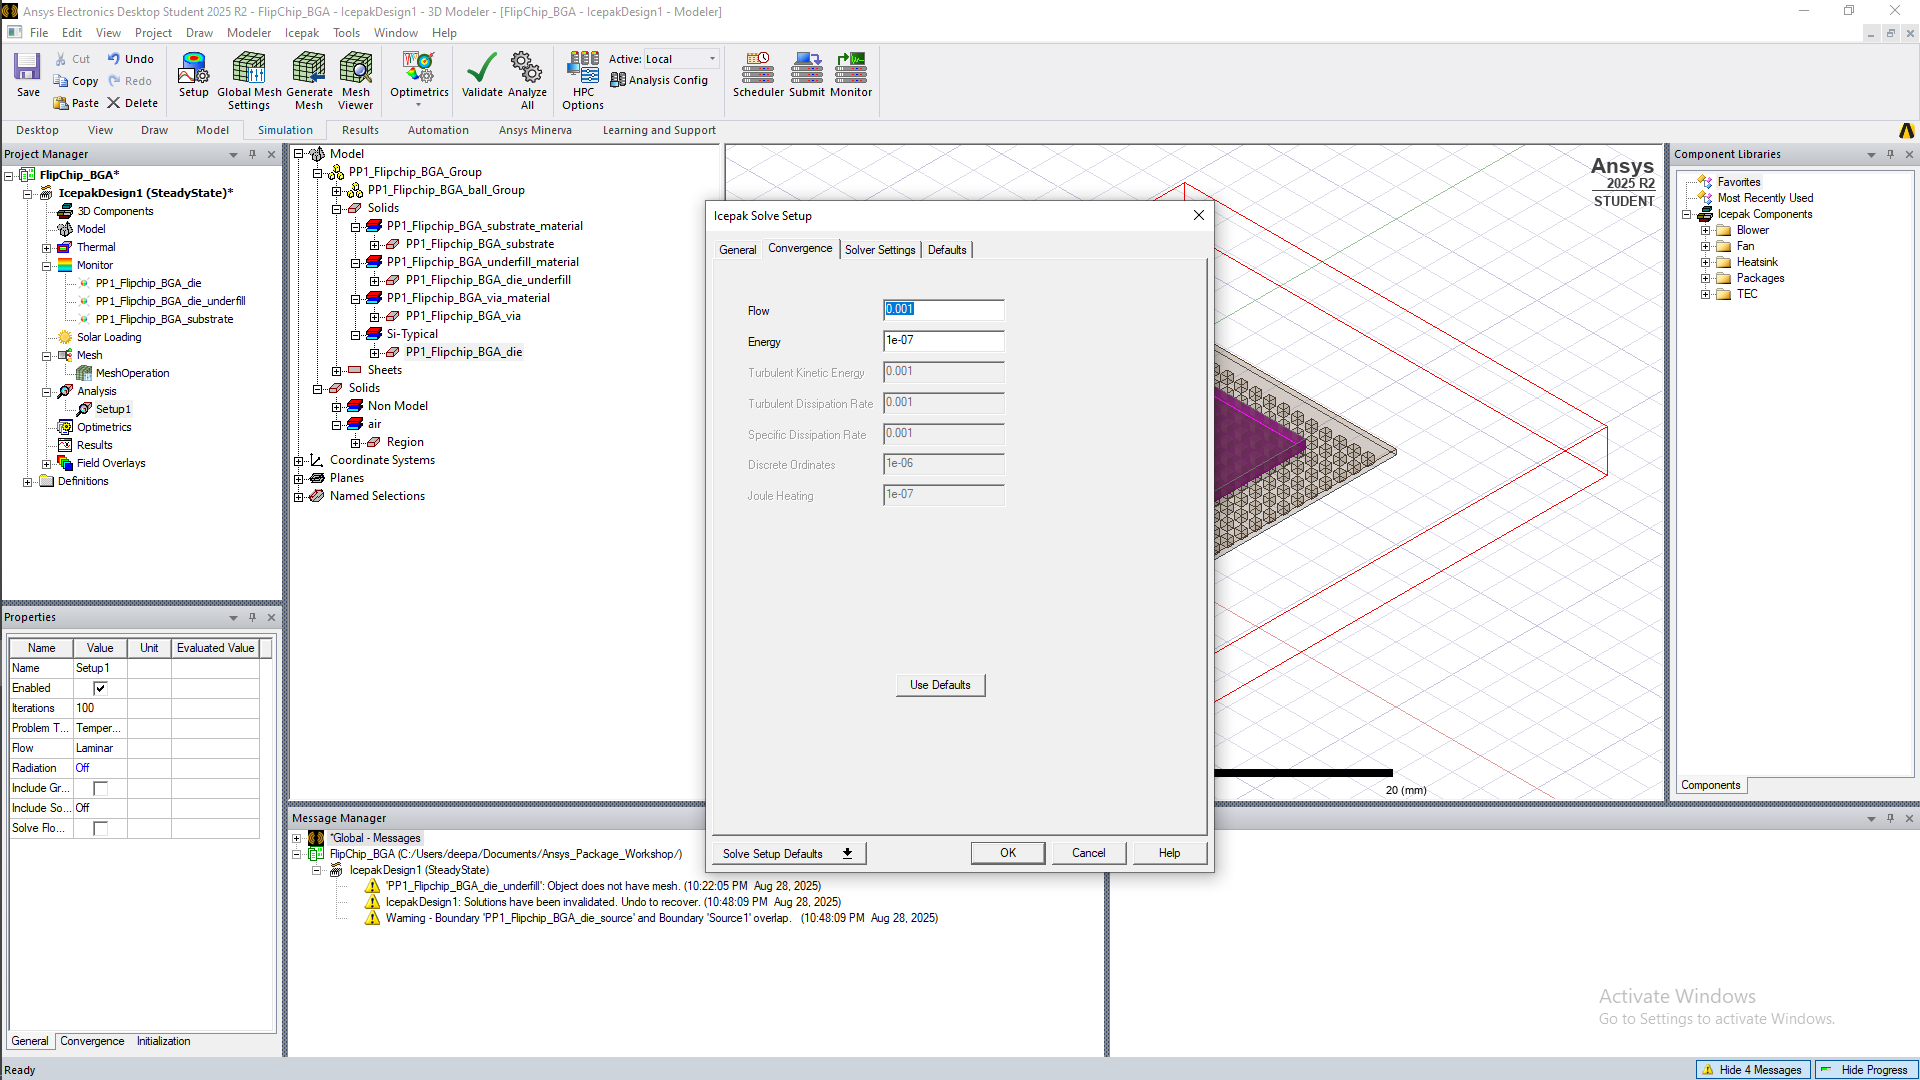 Ansys Electronics Desktop Student 2025 R2 - FlipChip_BGA - IcepakDesign1 - 3D Modeler - [FlipChip_BGA - IcepakDesign1 - Modeler]
File Edit View Project Draw Modeler Icepak Tools Window Help
Save
Cut
Copy
Paste
Undo
Redo
Delete
Setup
Global Mesh
Settings
Generate
Mesh
Mesh
Viewer
Optimetrics
Validate
Analyze
All
HPC
Options
Active: Local
Analysis Config
Scheduler
Submit
Monitor
Desktop View Draw Model Simulation Results Automation Ansys Minerva Learning and Support
Project Manager
FlipChip_BGA*
IcepakDesign1 (SteadyState)*
3D Components
Model
Thermal
Monitor
PP1_Flipchip_BGA_die
PP1_Flipchip_BGA_die_underfill
PP1_Flipchip_BGA_substrate
Solar Loading
Mesh
MeshOperation
Analysis
Setup1
Optimetrics
Results
Field Overlays
Definitions
Properties
Name Value Unit Evaluated Value
Name Setup1
Enabled
Iterations 100
Problem T... Temper...
Flow Laminar
Radiation Off
Include Gr...
Include So... Off
Solve Flo...
General Convergence Initialization
Model
PP1_Flipchip_BGA_Group
PP1_Flipchip_BGA_ball_Group
Solids
PP1_Flipchip_BGA_substrate_material
PP1_Flipchip_BGA_substrate
PP1_Flipchip_BGA_underfill_material
PP1_Flipchip_BGA_die_underfill
PP1_Flipchip_BGA_via_material
PP1_Flipchip_BGA_via
Si-Typical
PP1_Flipchip_BGA_die
Sheets
Solids
Non Model
air
Region
Coordinate Systems
Planes
Named Selections
Icepak Solve Setup
General Convergence Solver Settings Defaults
Flow 0.001
Energy 1e-07
Turbulent Kinetic Energy 0.001
Turbulent Dissipation Rate 0.001
Specific Dissipation Rate 0.001
Discrete Ordinates 1e-06
Joule Heating 1e-07
Use Defaults
Solve Setup Defaults
OK Cancel Help
Ansys
2025 R2
STUDENT
20 (mm)
Component Libraries
Favorites
Most Recently Used
Icepak Components
Blower
Fan
Heatsink
Packages
TEC
Components
Message Manager
*Global - Messages
FlipChip_BGA (C:/Users/deepa/Documents/Ansys_Package_Workshop/)
IcepakDesign1 (SteadyState)
'PP1_Flipchip_BGA_die_underfill': Object does not have mesh. (10:22:05 PM Aug 28, 2025)
IcepakDesign1: Solutions have been invalidated. Undo to recover. (10:48:09 PM Aug 28, 2025)
Warning - Boundary 'PP1_Flipchip_BGA_die_source' and Boundary 'Source1' overlap. (10:48:09 PM Aug 28, 2025)
Activate Windows
Go to Settings to activate Windows.
Ready
Hide 4 Messages
Hide Progress